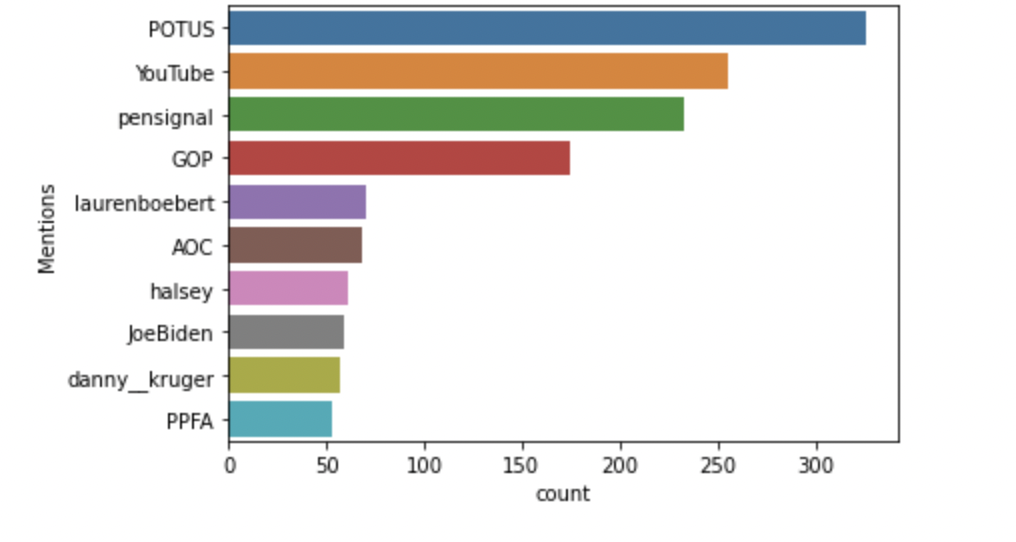 POTUS
YouTube
pensignal
GOP
laurenboebert
AOC
halsey
JoeBiden
danny__kruger
PPFA
Mentions
0 50 100 150 200 250 300
count